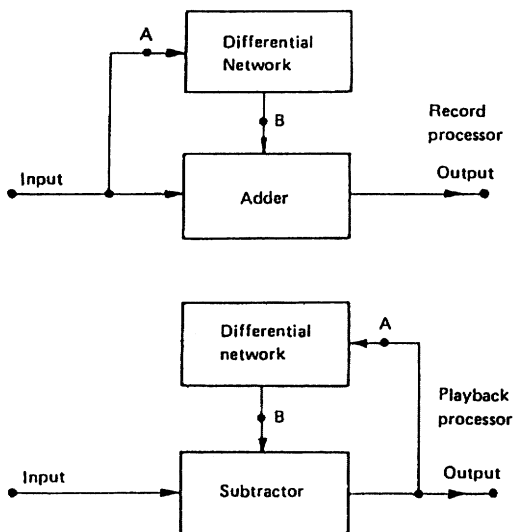 A
Differential
Network
B
Record
processor
Input
Output
Adder
Differential
network
A
B
Playback
processor
Input
Output
Subtractor